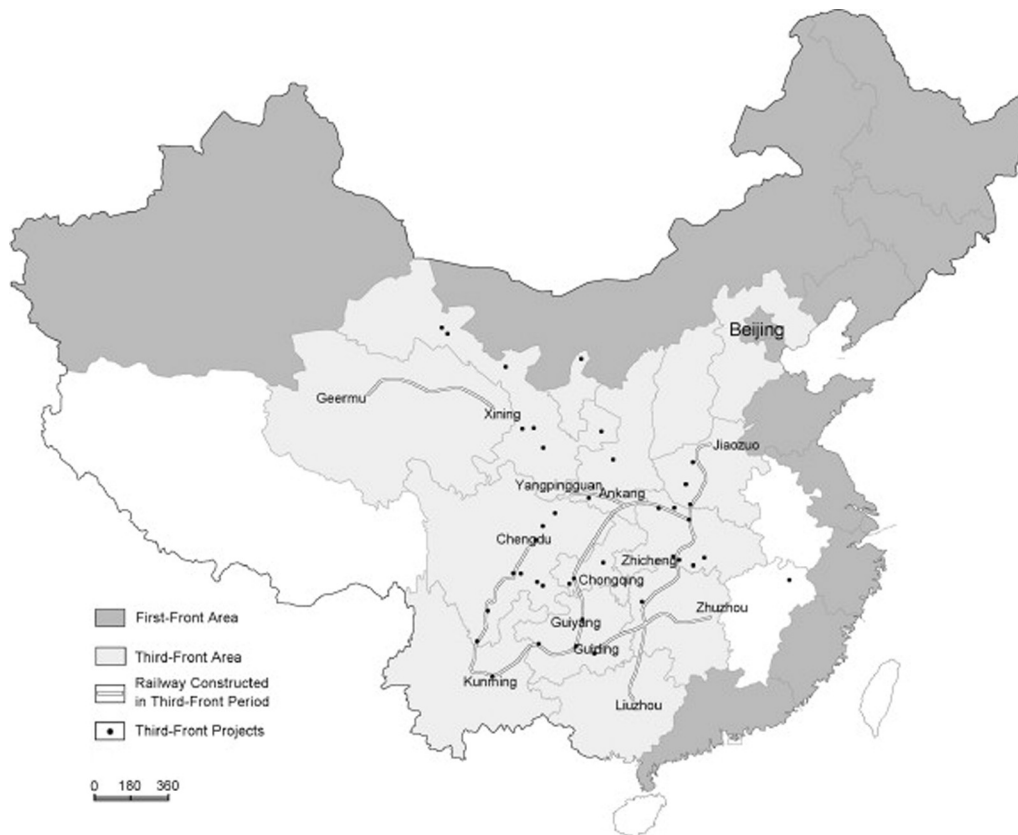 Beijing
Geermu
Xining
Jiaozuo
Yangpingguan
Ankang
Chengdu
Zhicheng
Chongqing
Zhuzhou
Guiyang
Guiding
Kunming
Liuzhou
First-Front Area
Third-Front Area
Railway Constructed
in Third-Front Period
Third-Front Projects
0 180 360